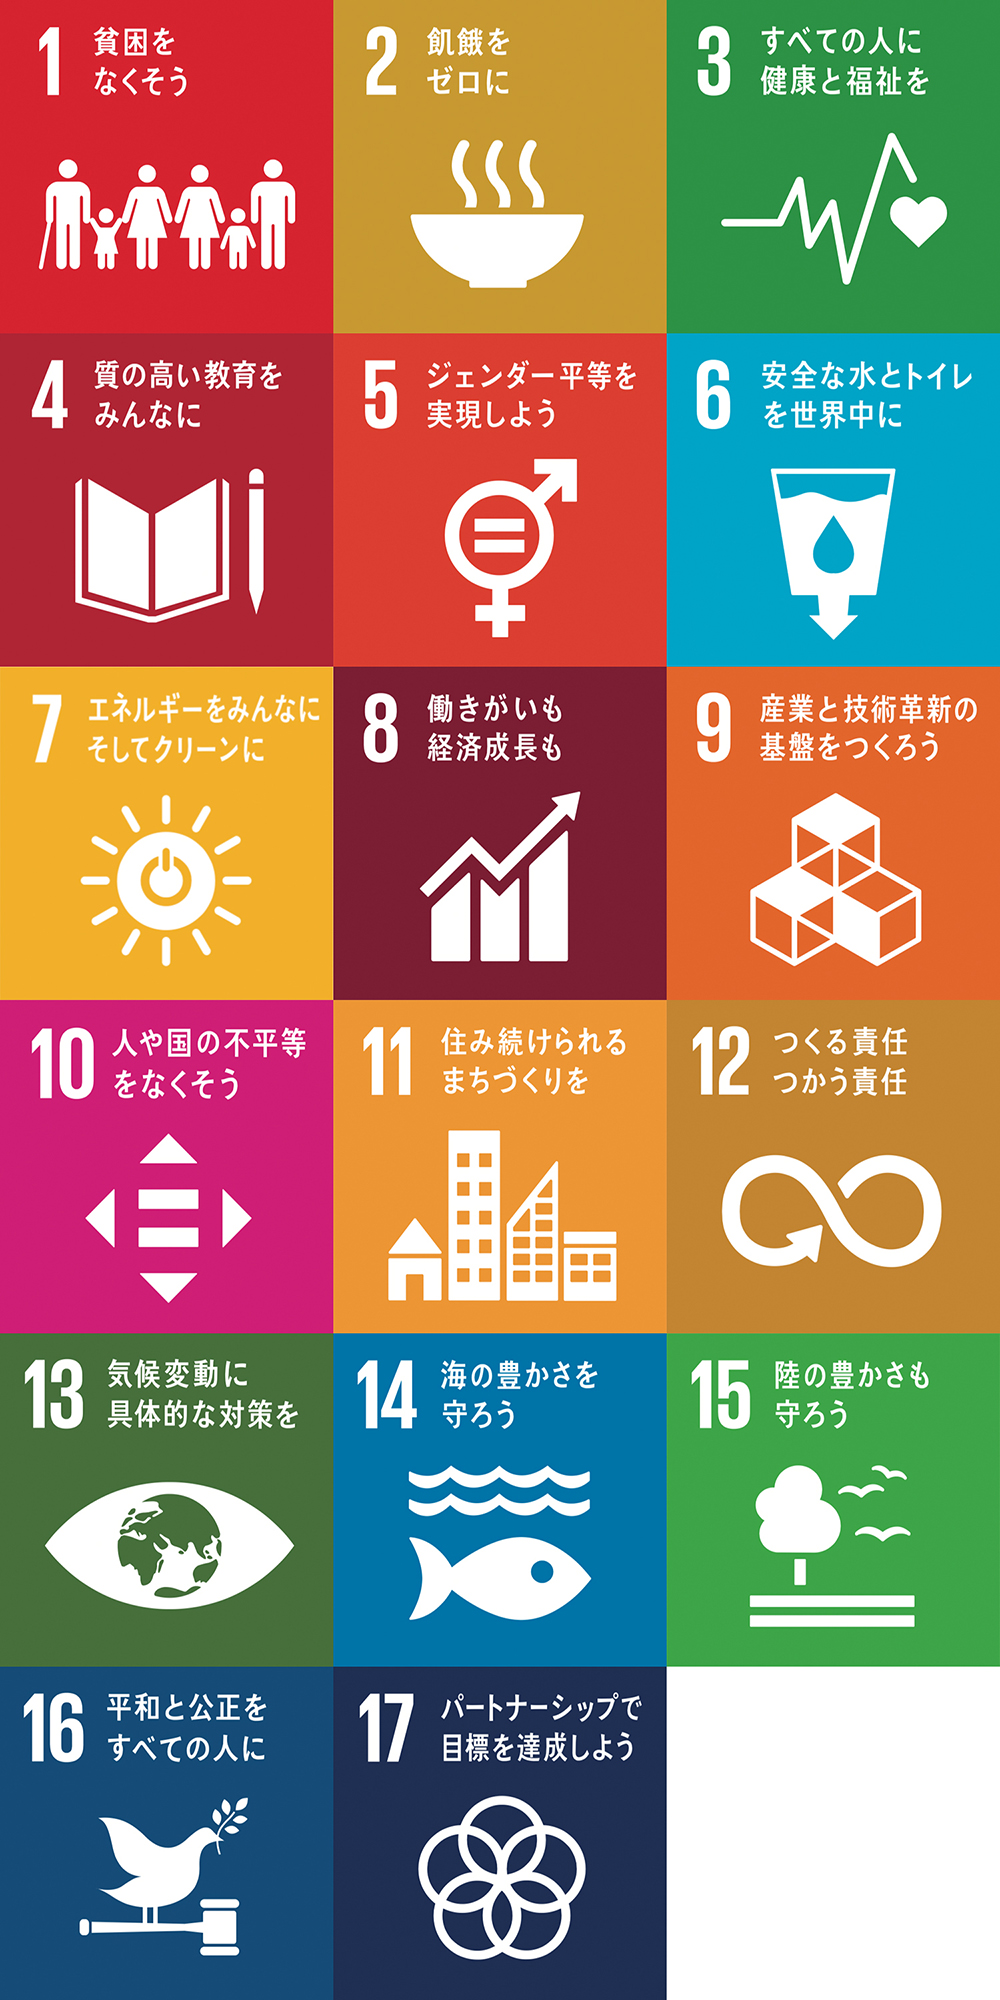 1 貧困を
なくそう
2 飢餓を
ゼロに
3 すべての人に
健康と福祉を
4 質の高い教育を
みんなに
5 ジェンダー平等を
実現しよう
6 安全な水とトイレ
を世界中に
7 エネルギーをみんなに
そしてクリーンに
8 働きがいも
経済成長も
9 産業と技術革新の
基盤をつくろう
10 人や国の不平等
をなくそう
11 住み続けられる
まちづくりを
12 つくる責任
つかう責任
13 気候変動に
具体的な対策を
14 海の豊かさを
守ろう
15 陸の豊かさも
守ろう
16 平和と公正を
すべての人に
17 パートナーシップで
目標を達成しよう